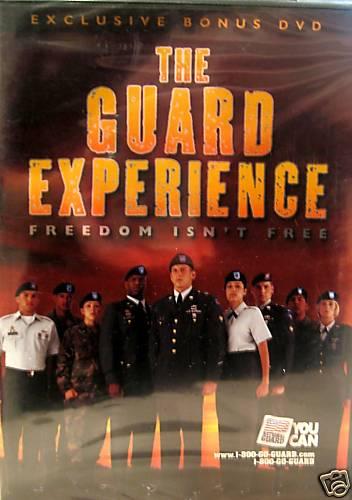 EXCLUSIVE BONUS DVD
THE
GUARD
EXPERIENCE
FREEDOM ISN'T FREE
GUARD
YOU
CAN
www.1-800-GO-GUARD.com
1-800-GO-GUARD